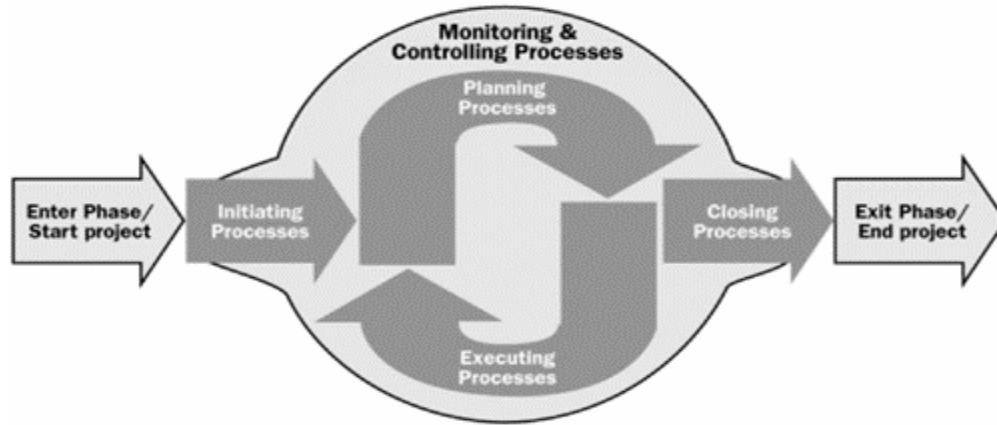 Monitoring &
Controlling Processes
Planning
Processes
Enter Phase/
Start project
Initiating
Processes
Closing
Processes
Exit Phase/
End project
Executing
Processes